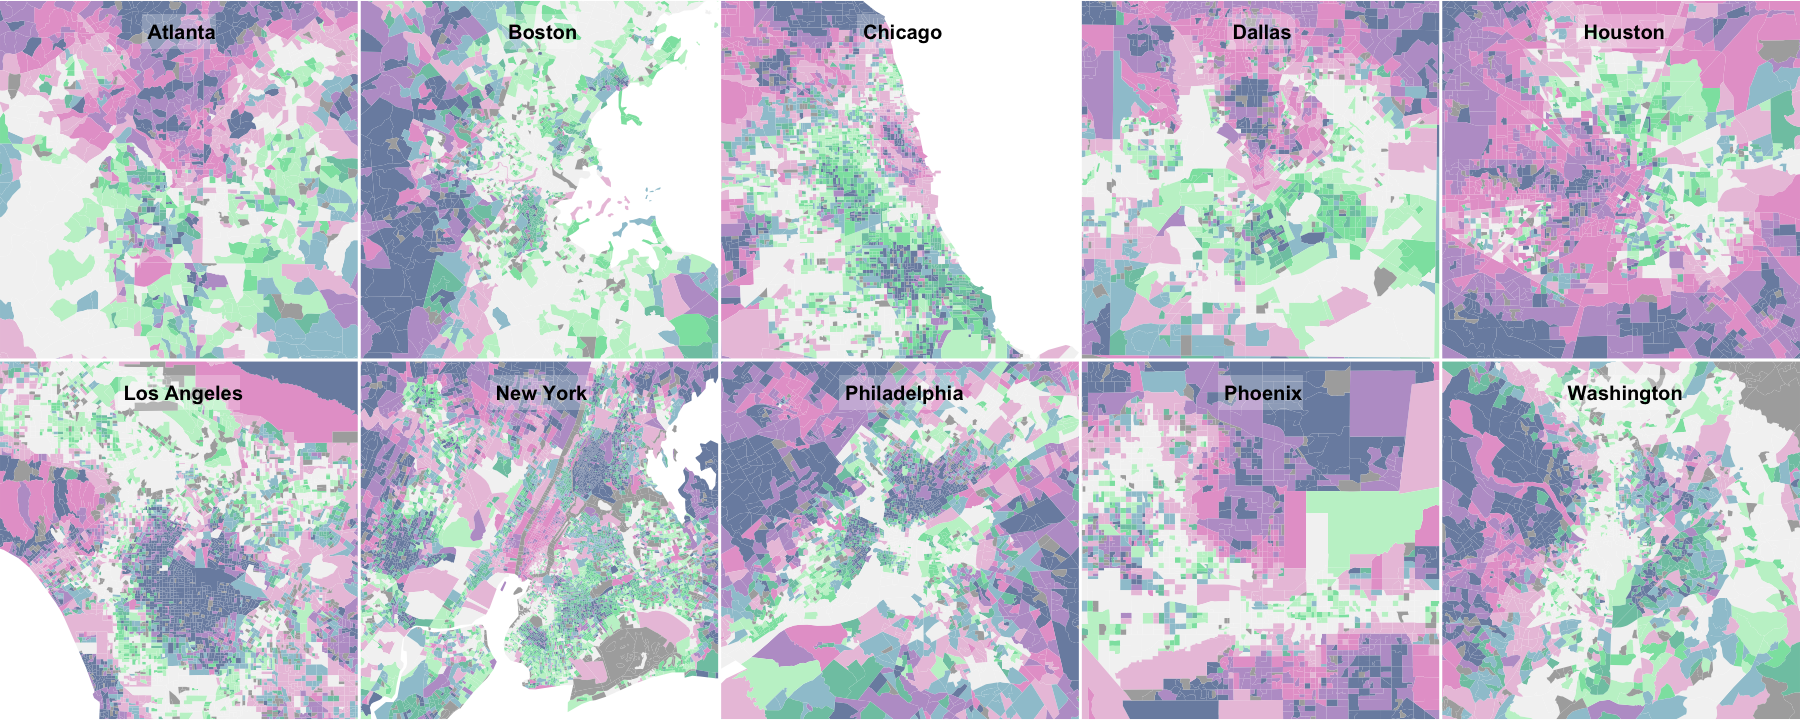 Atlanta
Boston
Chicago
Dallas
Houston
Los Angeles
New York
Philadelphia
Phoenix
Washington